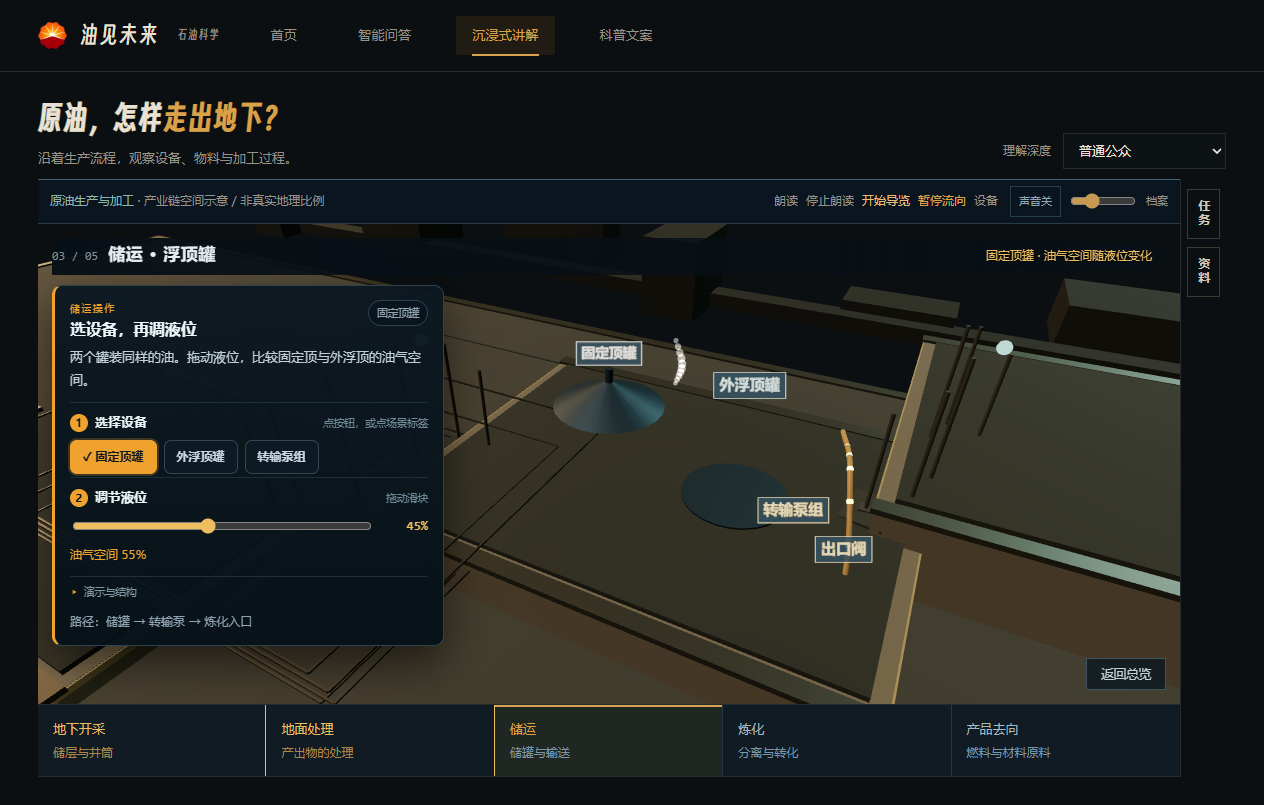 油见未来 石油科学 首页 智能问答 沉浸式讲解 科普文案
原油，怎样走出地下？
沿着生产流程，观察设备、物料与加工过程。
理解深度 普通公众
原油生产与加工 · 产业链空间示意 / 非真实地理比例
朗读 停止朗读 开始导览 暂停流向 设备 声音关 档案
任务
资料
03 / 05 储运 · 浮顶罐
固定顶罐 · 油气空间随液位变化
储运操作
固定顶罐
选设备，再调液位
两个罐装同样的油。拖动液位，比较固定顶与外浮顶的油气空
间。
1 选择设备 点按钮，或点场景标签
✓ 固定顶罐 外浮顶罐 转输泵组
2 调节液位 拖动滑块
45%
油气空间 55%
▸ 演示与结构
路径：储罐 → 转输泵 → 炼化入口
固定顶罐
外浮顶罐
转输泵组
出口阀
返回总览
地下开采
储层与井筒
地面处理
产出物的处理
储运
储罐与输送
炼化
分离与转化
产品去向
燃料与材料原料